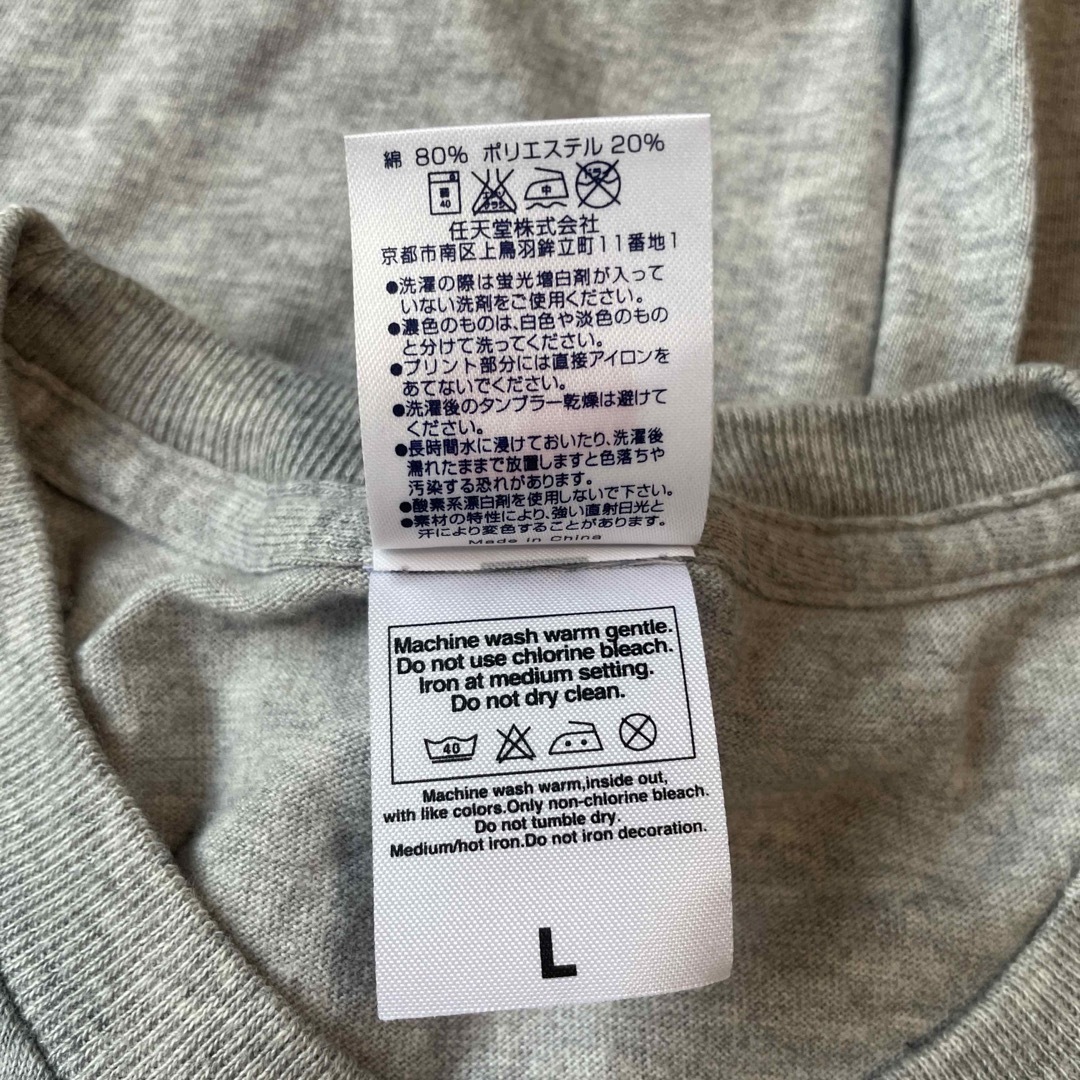 綿 80% ポリエステル 20%
弱 40 エンソ サラシ 中 ドライ
任天堂株式会社
京都市南区上鳥羽鉾立町11番地1
●洗濯の際は蛍光増白剤が入って
いない洗剤をご使用ください。
●濃色のものは、白色や淡色のもの
と分けて洗ってください。
●プリント部分には直接アイロンを
あてないでください。
●洗濯後のタンブラー乾燥は避けて
ください。
●長時間水に浸けておいたり、洗濯後
濡れたままで放置しますと色落ちや
汚染する恐れがあります。
●酸素系漂白剤を使用しないで下さい。
●素材の特性により、強い直射日光と
汗により変色することがあります。
Made in China
Machine wash warm gentle.
Do not use chlorine bleach.
Iron at medium setting.
Do not dry clean.
40
Machine wash warm,inside out,
with like colors.Only non-chlorine bleach.
Do not tumble dry.
Medium/hot iron.Do not iron decoration.
L